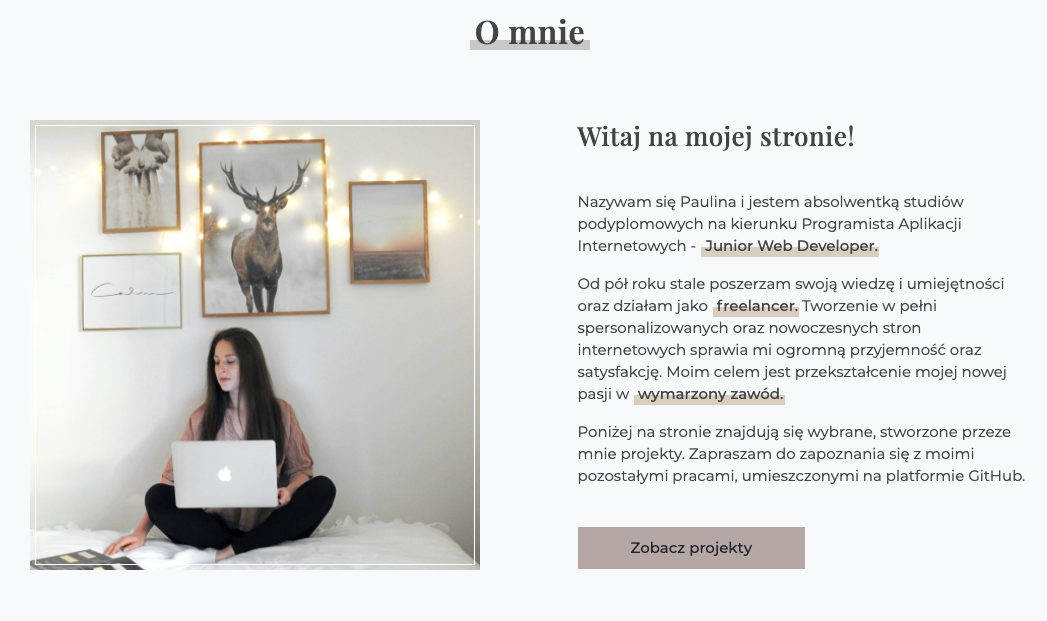 O mnie
Witaj na mojej stronie!
Nazywam się Paulina i jestem absolwentką studiów
podyplomowych na kierunku Programista Aplikacji
Internetowych - Junior Web Developer.
Od pół roku stale poszerzam swoją wiedzę i umiejętności
oraz działam jako freelancer. Tworzenie w pełni
spersonalizowanych oraz nowoczesnych stron
internetowych sprawia mi ogromną przyjemność oraz
satysfakcję. Moim celem jest przekształcenie mojej nowej
pasji w wymarzony zawód.
Poniżej na stronie znajdują się wybrane, stworzone przeze
mnie projekty. Zapraszam do zapoznania się z moimi
pozostałymi pracami, umieszczonymi na platformie GitHub.
Zobacz projekty
Calm